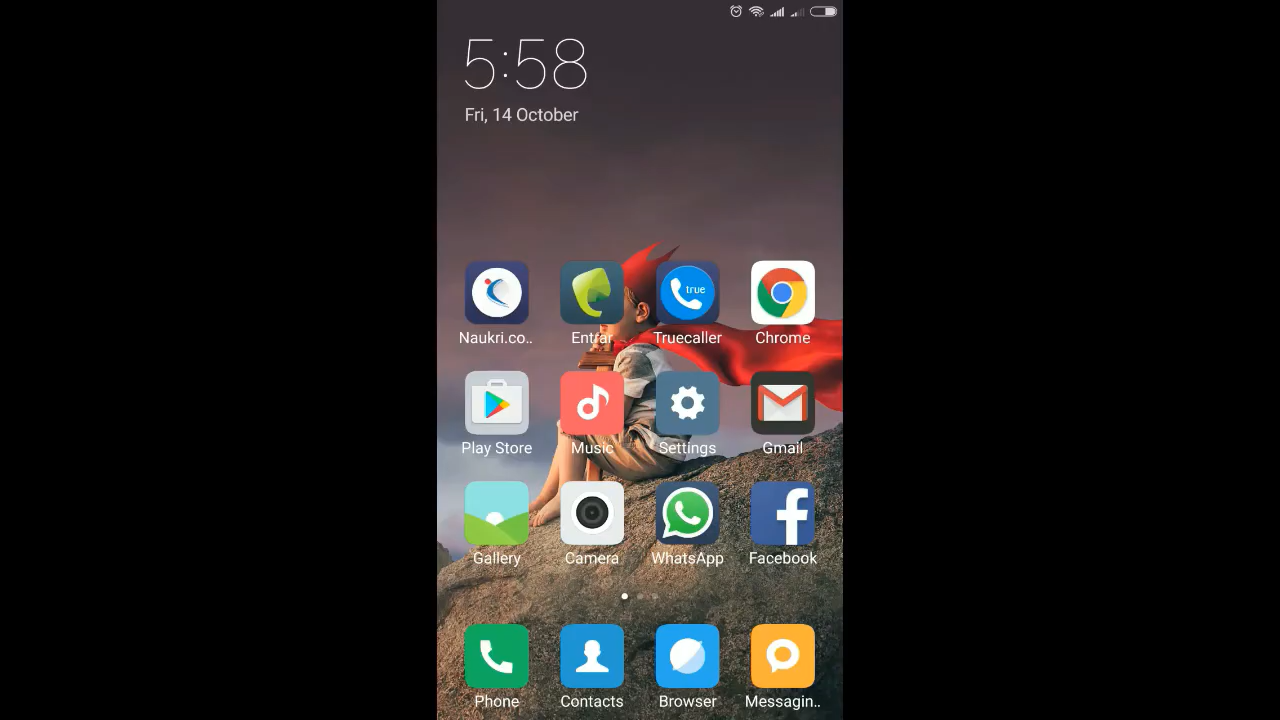 5:58
Fri, 14 October
true
Naukri.co..
Entrar
Truecaller
Chrome
Play Store
Music
Settings
Gmail
Gallery
Camera
WhatsApp
Facebook
Phone
Contacts
Browser
Messagin..